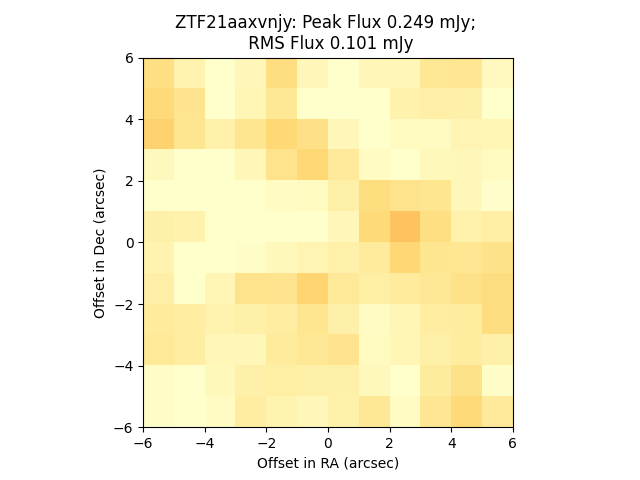 ZTF21aaxvnjy: Peak Flux 0.249 mJy;
RMS Flux 0.101 mJy
6
4
2
0
−2
−4
−6
Offset in Dec (arcsec)
−6 −4 −2 0 2 4 6
Offset in RA (arcsec)